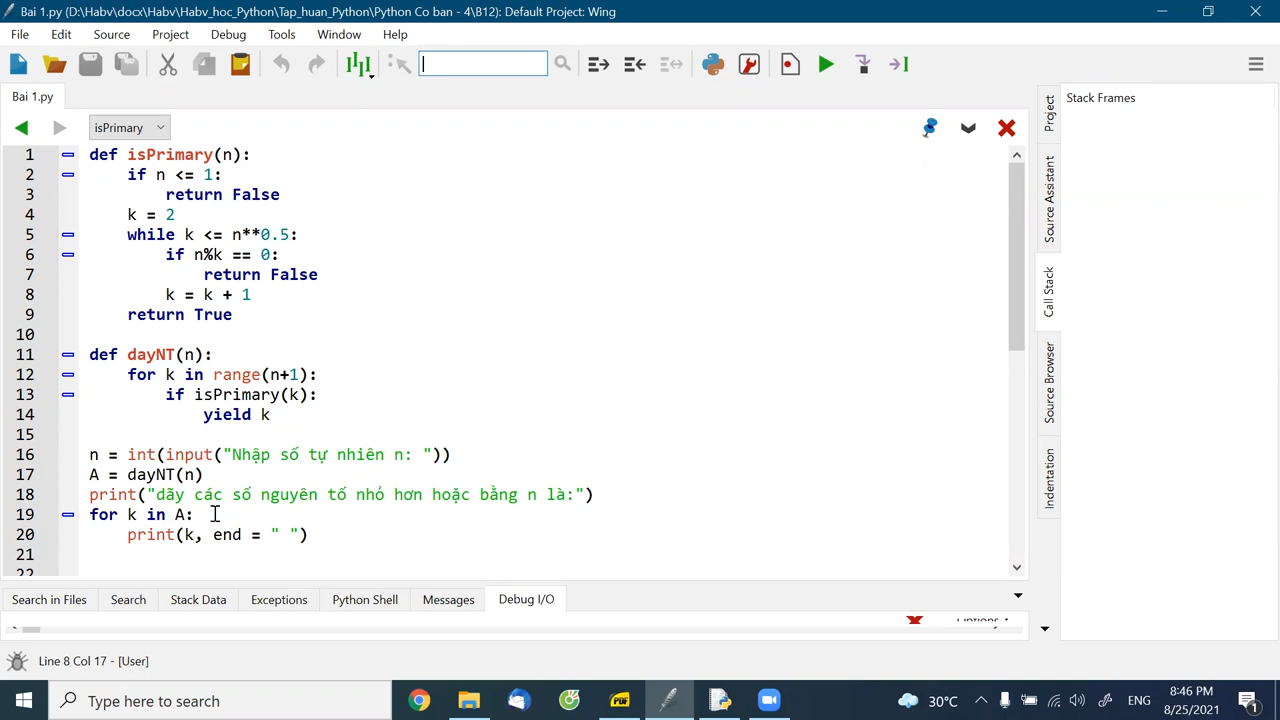 Bai 1.py (D:\Habv\docx\Habv\Habv_hoc_Python\Tap_huan_Python\Python Co ban - 4\B12): Default Project: Wing
File Edit Source Project Debug Tools Window Help
Bai 1.py
isPrimary
1 def isPrimary(n):
2 if n <= 1:
3 return False
4 k = 2
5 while k <= n**0.5:
6 if n%k == 0:
7 return False
8 k = k + 1
9 return True
10
11 def dayNT(n):
12 for k in range(n+1):
13 if isPrimary(k):
14 yield k
15
16 n = int(input("Nhập số tự nhiên n: "))
17 A = dayNT(n)
18 print("dãy các số nguyên tố nhỏ hơn hoặc bằng n là:")
19 for k in A:
20 print(k, end = " ")
21
22
Stack Frames
Project
Source Assistant
Call Stack
Source Browser
Indentation
Search in Files Search Stack Data Exceptions Python Shell Messages Debug I/O
Options
Line 8 Col 17 - [User]
Type here to search
PDF
30°C
ENG
8:46 PM
8/25/2021
1